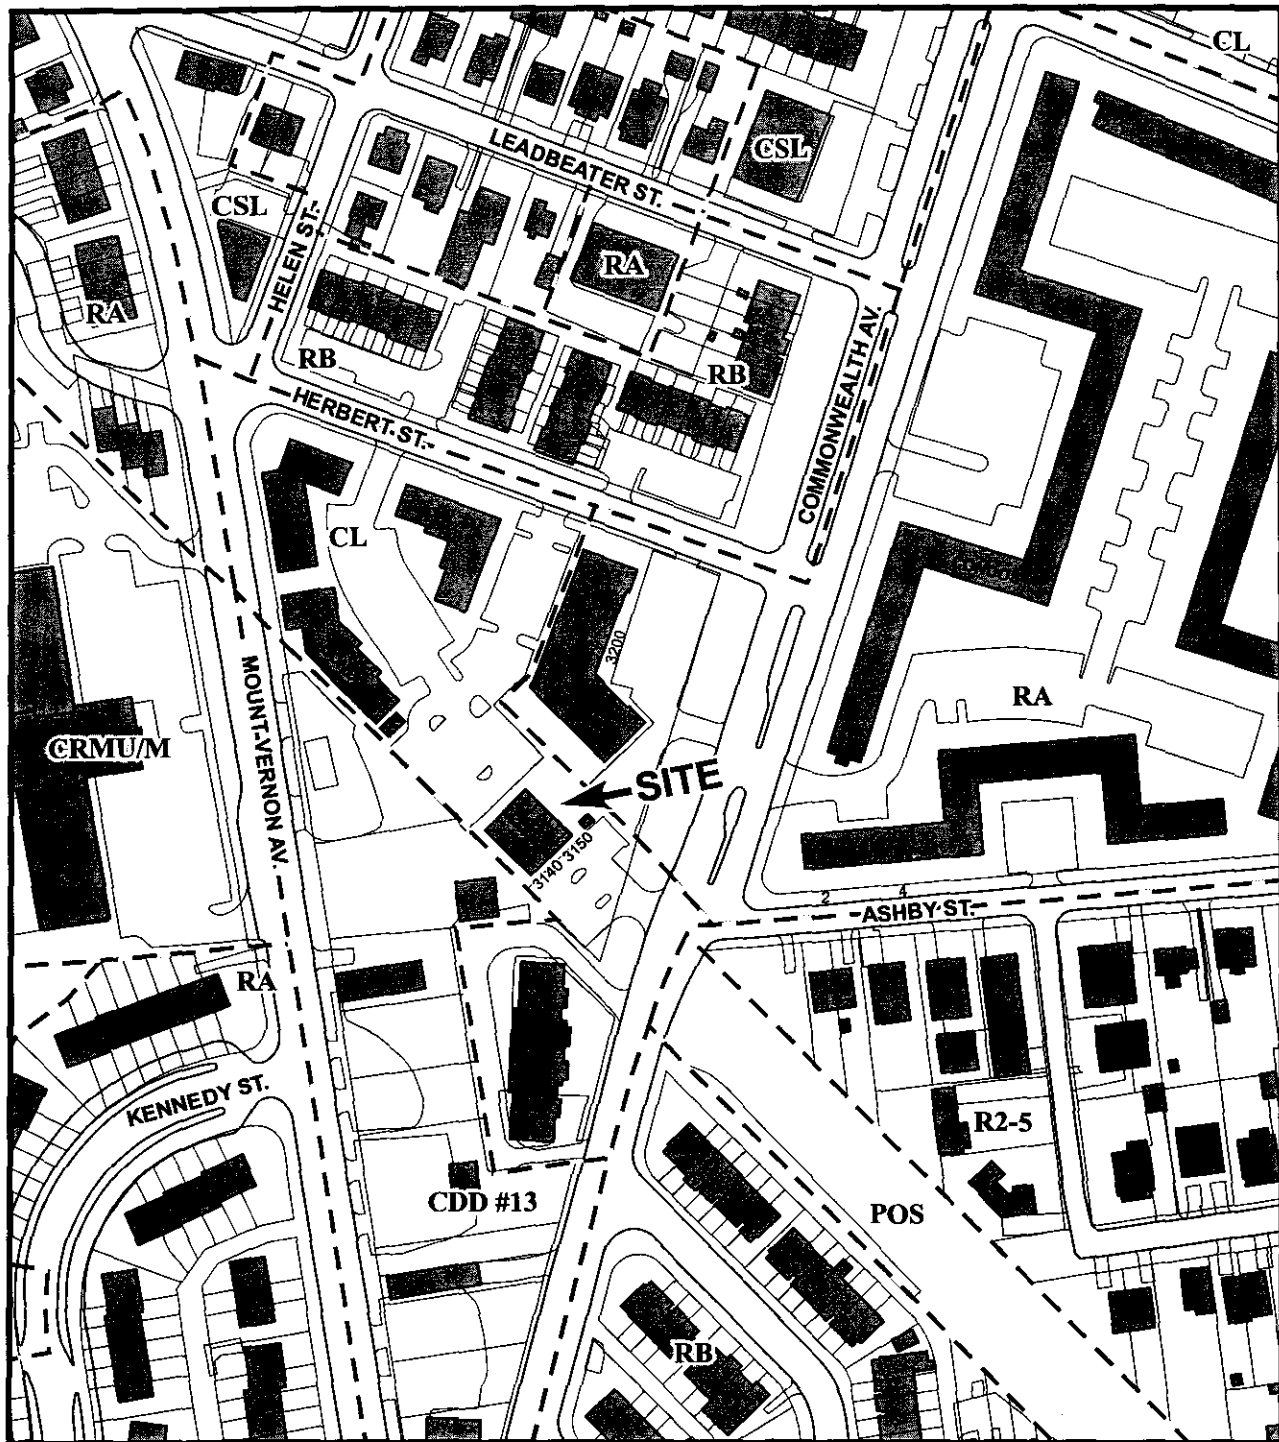 CL
LEADBEATER ST.
CSL
CSL
HELEN ST.
RA
RA
COMMONWEALTH AV.
RB
RB
HERBERT ST.
CL
3200
MOUNT VERNON AV.
RA
CRMU/M
SITE
3140 3150
2
4
ASHBY ST.
RA
KENNEDY ST.
R2-5
CDD #13
POS
RB